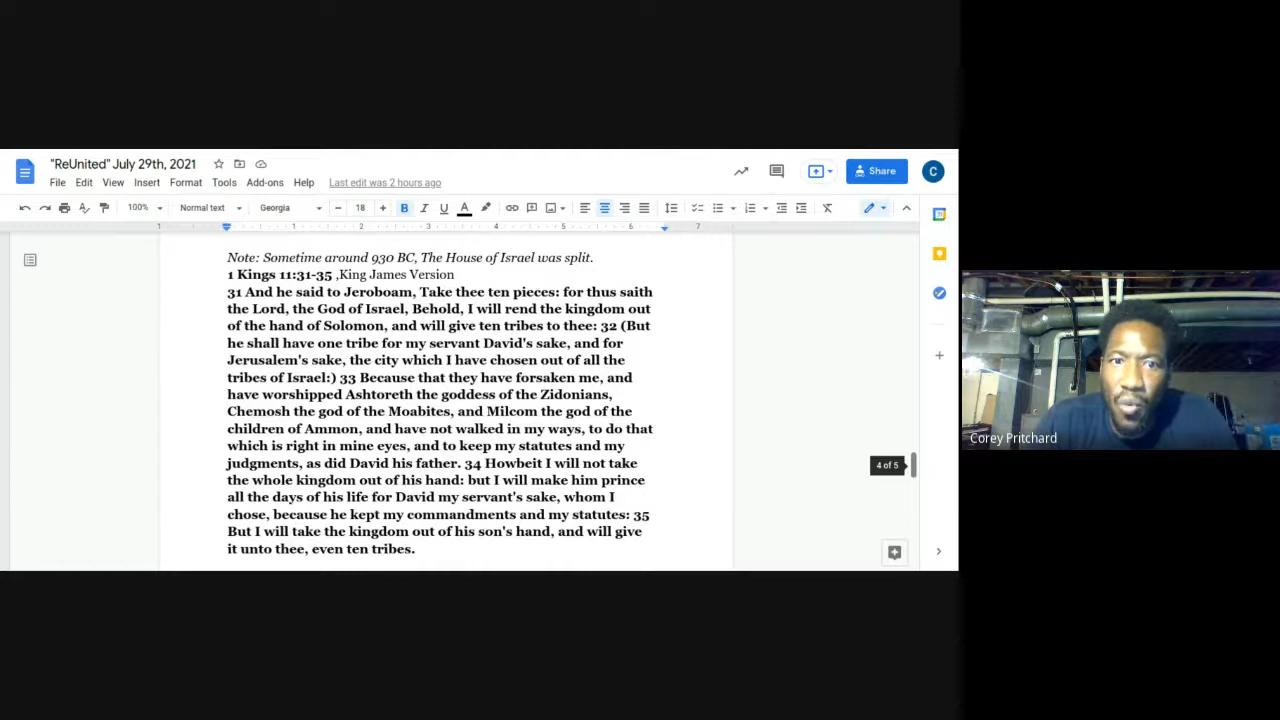 "ReUnited" July 29th, 2021
File Edit View Insert Format Tools Add-ons Help Last edit was 2 hours ago
Share
C
100% Normal text Georgia 18 B I U A
1 1 2 3 4 5 6 7
Note: Sometime around 930 BC, The House of Israel was split.
1 Kings 11:31-35 ,King James Version
31 And he said to Jeroboam, Take thee ten pieces: for thus saith
the Lord, the God of Israel, Behold, I will rend the kingdom out
of the hand of Solomon, and will give ten tribes to thee: 32 (But
he shall have one tribe for my servant David's sake, and for
Jerusalem's sake, the city which I have chosen out of all the
tribes of Israel:) 33 Because that they have forsaken me, and
have worshipped Ashtoreth the goddess of the Zidonians,
Chemosh the god of the Moabites, and Milcom the god of the
children of Ammon, and have not walked in my ways, to do that
which is right in mine eyes, and to keep my statutes and my
judgments, as did David his father. 34 Howbeit I will not take
the whole kingdom out of his hand: but I will make him prince
all the days of his life for David my servant's sake, whom I
chose, because he kept my commandments and my statutes: 35
But I will take the kingdom out of his son's hand, and will give
it unto thee, even ten tribes.
4 of 5
Corey Pritchard